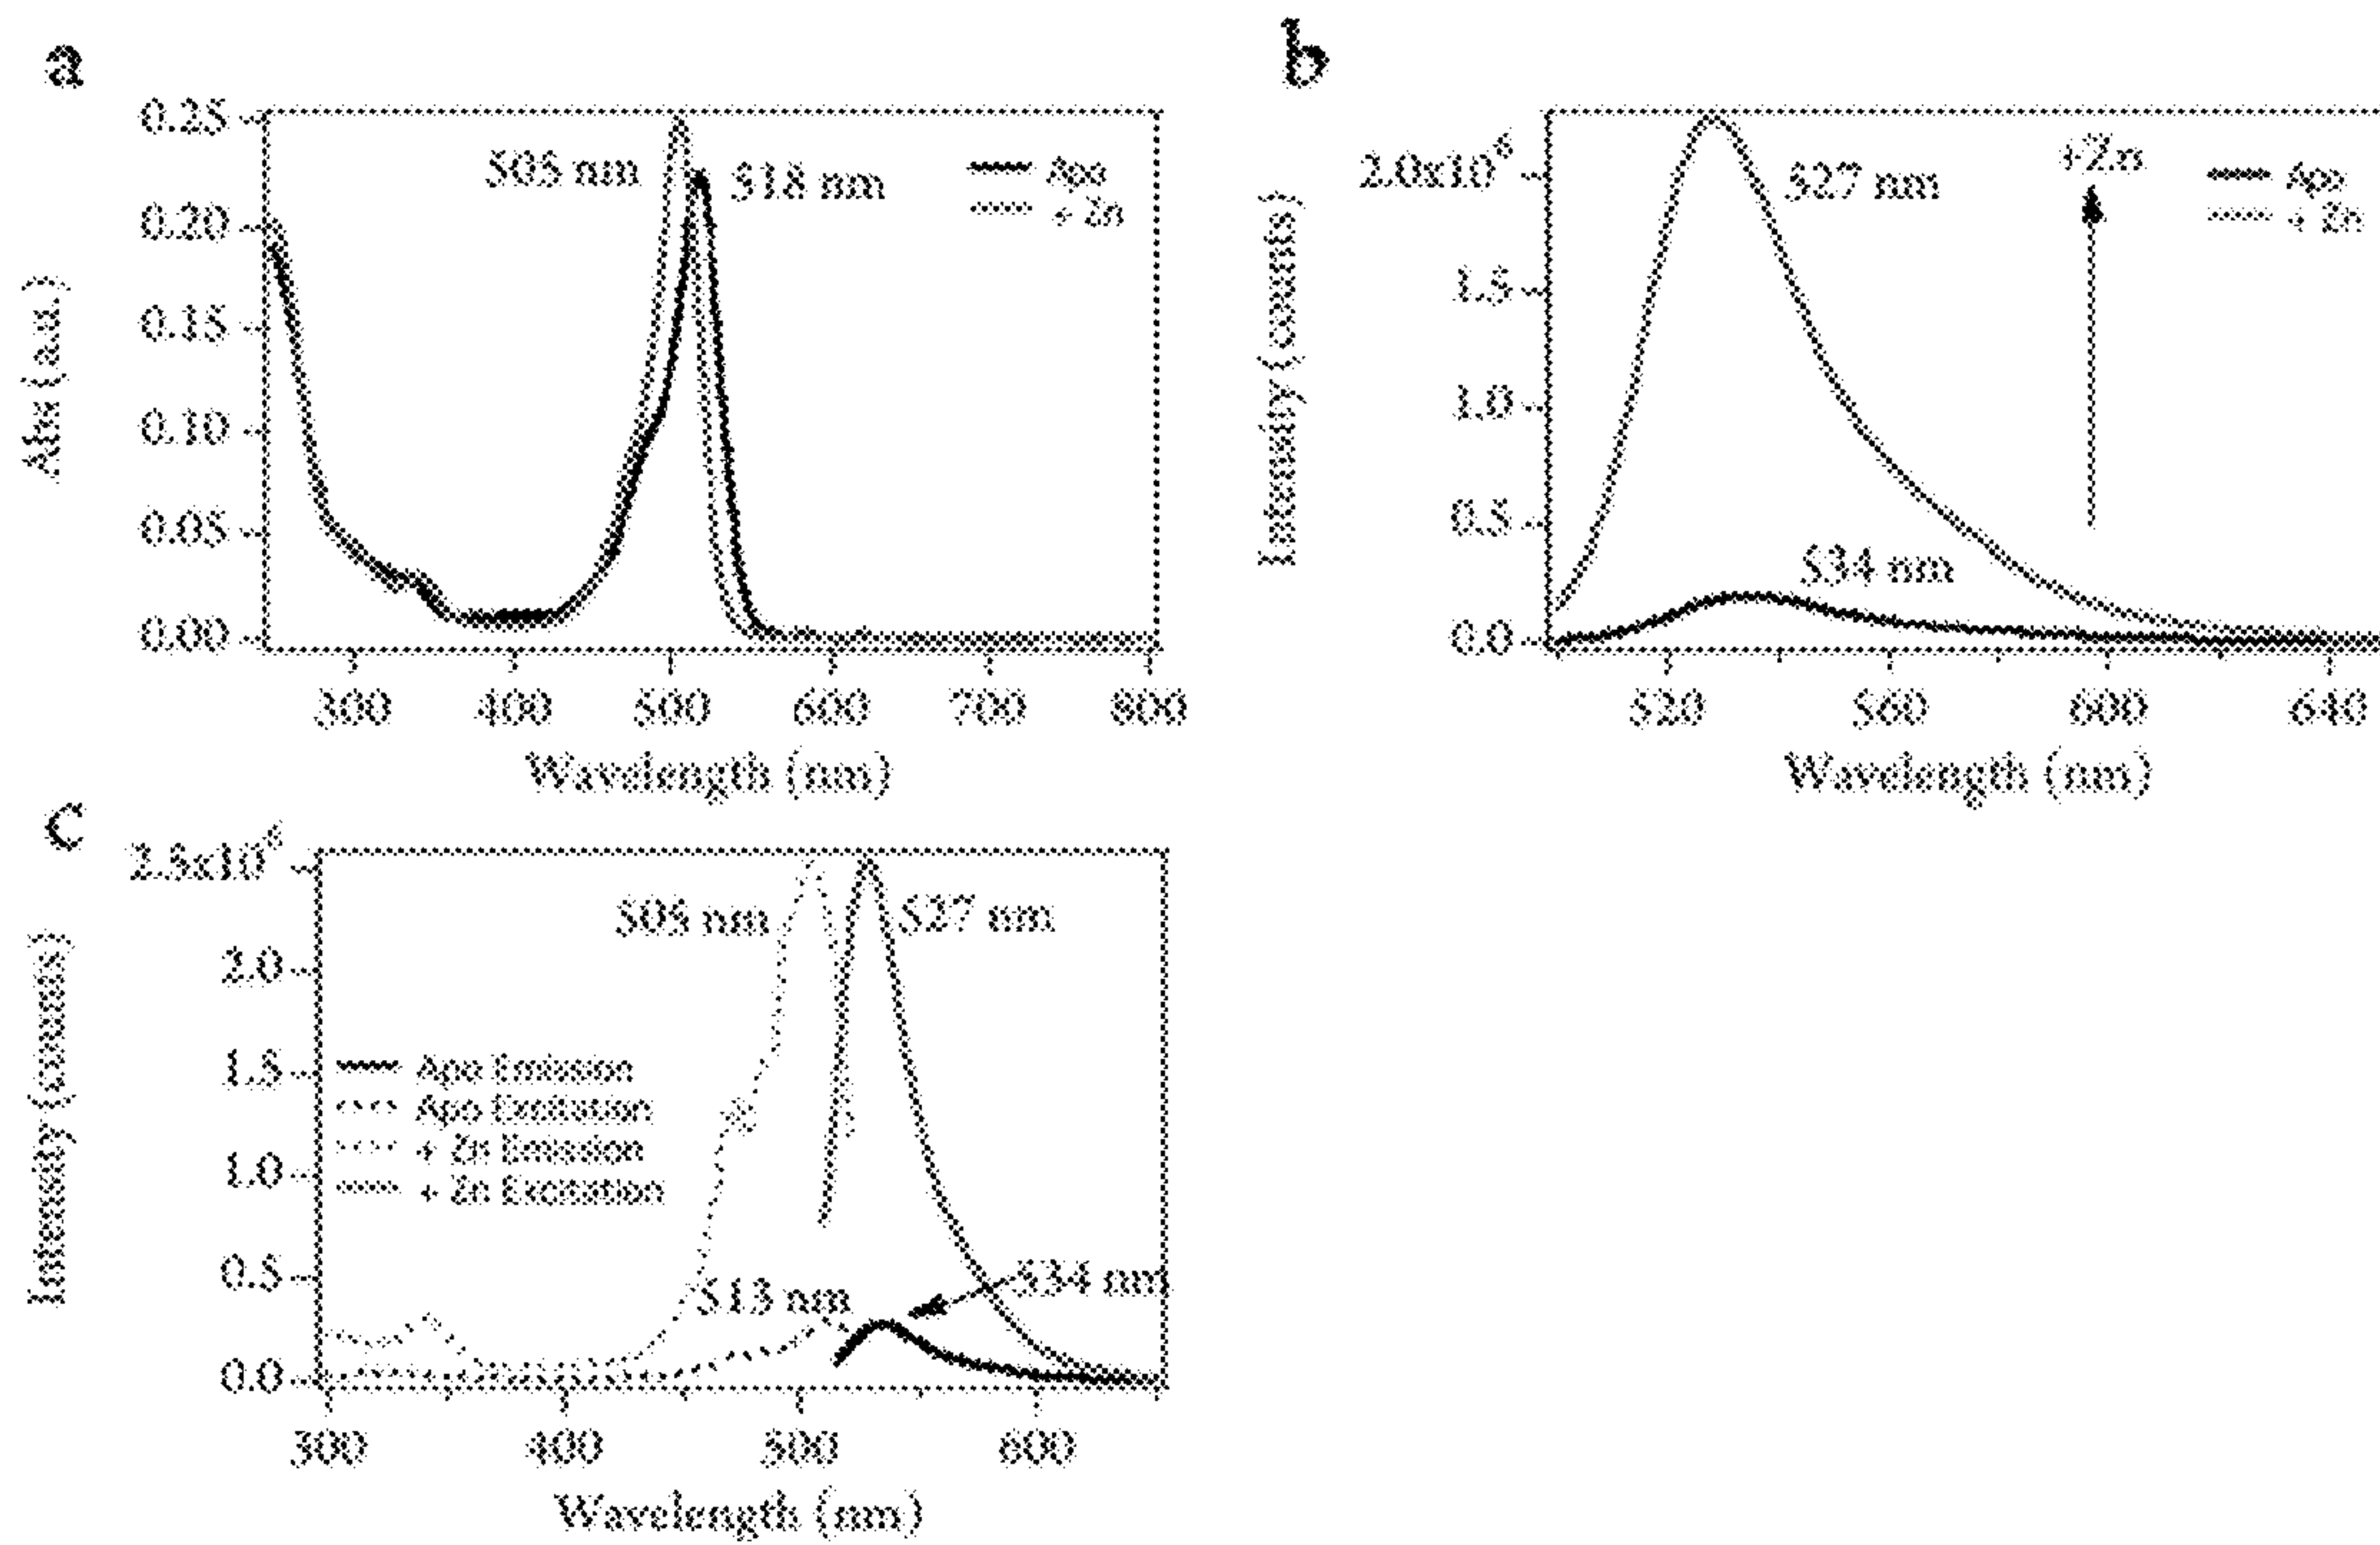 a
0.25
0.20
0.15
0.10
0.05
0.00
Abs (a.u.)
505 nm
518 nm
Apo
+ Zn
300 400 500 600 700 800
Wavelength (nm)
b
2.0x10⁶
1.5
1.0
0.5
0.0
Intensity (counts)
527 nm
534 nm
+Zn
Apo
+ Zn
520 560 600 640
Wavelength (nm)
c
2.5x10⁶
2.0
1.5
1.0
0.5
0.0
Intensity (counts)
505 nm
527 nm
Apo Emission
Apo Excitation
+ Zn Emission
+ Zn Excitation
513 nm
534 nm
300 400 500 600
Wavelength (nm)